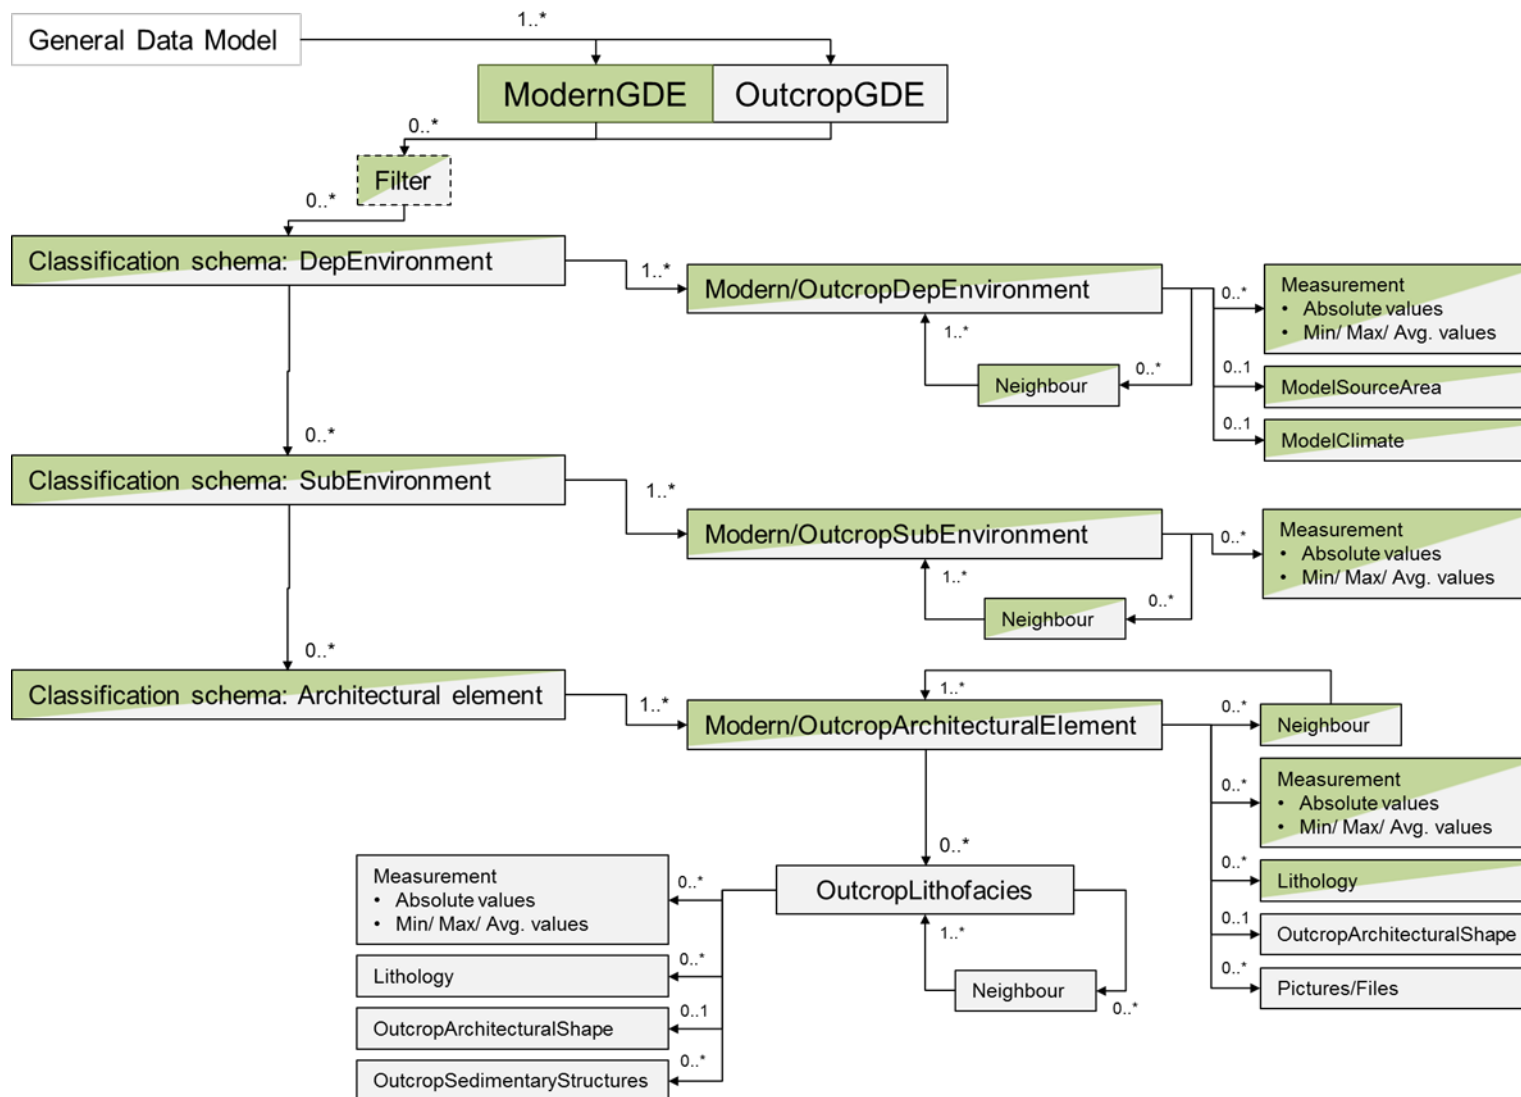 General Data Model
1..*
ModernGDE
OutcropGDE
0..*
Filter
0..*
Classification schema: DepEnvironment
1..*
Modern/OutcropDepEnvironment
0..*
Measurement
• Absolute values
• Min/ Max/ Avg. values
1..*
Neighbour
0..*
0..1
ModelSourceArea
0..1
ModelClimate
0..*
Classification schema: SubEnvironment
1..*
Modern/OutcropSubEnvironment
0..*
Measurement
• Absolute values
• Min/ Max/ Avg. values
1..*
Neighbour
0..*
0..*
Classification schema: Architectural element
1..*
Modern/OutcropArchitecturalElement
1..*
0..*
Neighbour
0..*
Measurement
• Absolute values
• Min/ Max/ Avg. values
0..*
Lithology
0..1
OutcropArchitecturalShape
0..*
Pictures/Files
0..*
OutcropLithofacies
1..*
Neighbour
0..*
Measurement
• Absolute values
• Min/ Max/ Avg. values
0..*
Lithology
0..*
OutcropArchitecturalShape
0..1
OutcropSedimentaryStructures
0..*